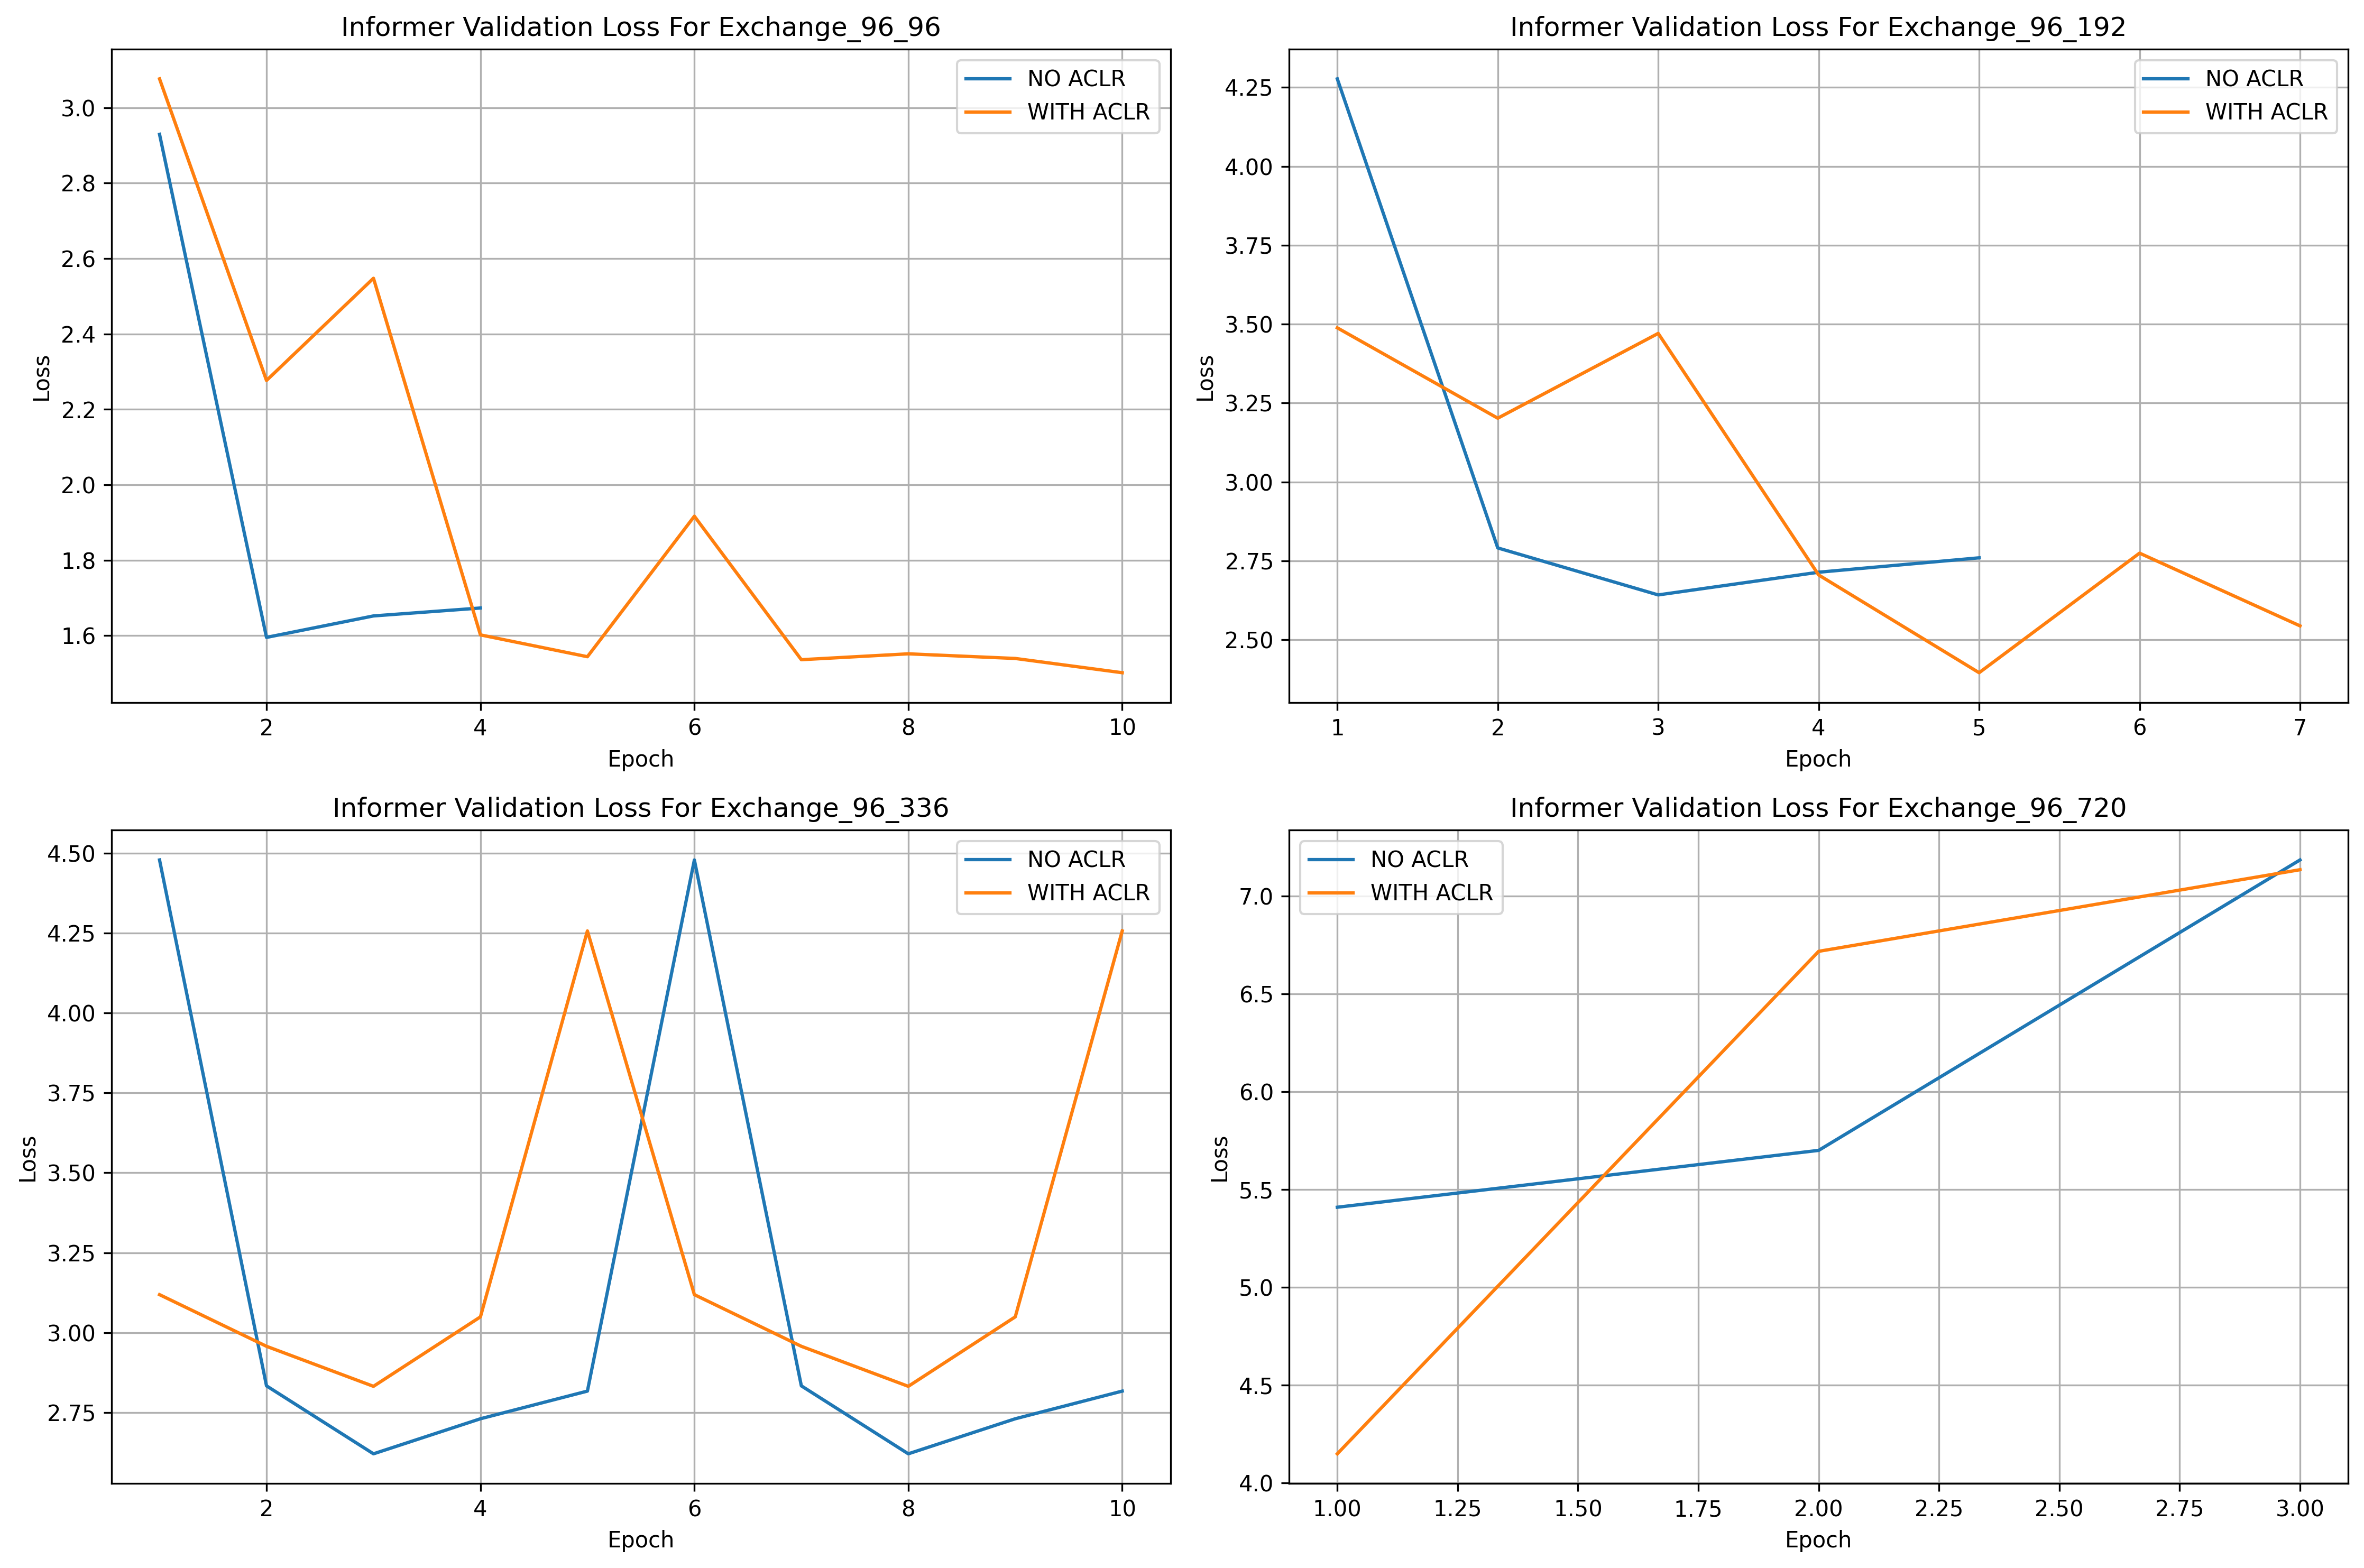 Informer Validation Loss For Exchange_96_96
NO ACLR
WITH ACLR
3.0
2.8
2.6
2.4
2.2
2.0
1.8
1.6
Loss
2 4 6 8 10
Epoch
Informer Validation Loss For Exchange_96_192
NO ACLR
WITH ACLR
4.25
4.00
3.75
3.50
3.25
3.00
2.75
2.50
Loss
1 2 3 4 5 6 7
Epoch
Informer Validation Loss For Exchange_96_336
NO ACLR
WITH ACLR
4.50
4.25
4.00
3.75
3.50
3.25
3.00
2.75
Loss
2 4 6 8 10
Epoch
Informer Validation Loss For Exchange_96_720
NO ACLR
WITH ACLR
7.0
6.5
6.0
5.5
5.0
4.5
4.0
Loss
1.00 1.25 1.50 1.75 2.00 2.25 2.50 2.75 3.00
Epoch